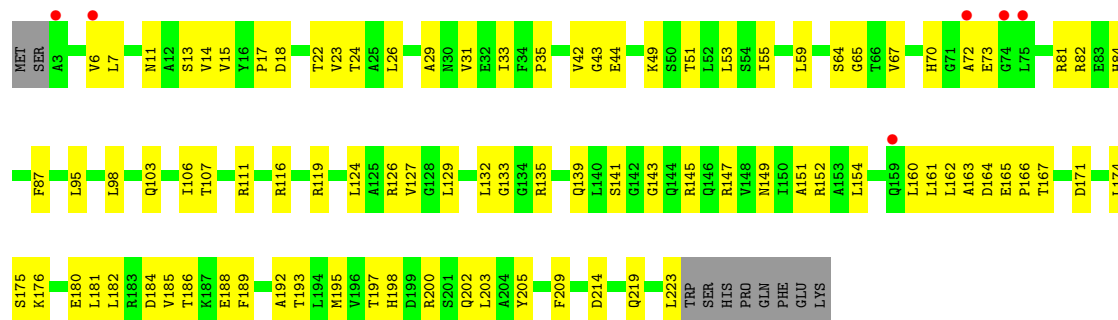 MET SER A3 V6 L7 N11 A12 S13 V14 V15 Y16 P17 D18 T22 V23 T24 A25 L26 A29 N30 V31 E32 I33 F34 P35 V42 G43 E44 K49 S50 T51 L52 L53 S54 I55 L59 S64 G65 T66 V67 H70 G71 A72 E73 G74 L75 R81 R82 E83 H84
F87 L95 L98 Q103 I106 T107 R111 R116 R119 L124 A125 R126 V127 G128 L129 L132 G133 G134 R135 Q139 L140 S141 G142 G143 Q144 R145 Q146 R147 V148 N149 I150 A151 R152 A153 L154 Q159 L160 L161 L162 A163 D164 E165 P166 T167 D171 L174
S175 K176 E180 L181 L182 R183 D184 V185 T186 K187 E188 F189 A192 T193 L194 M195 V196 T197 H198 D199 R200 S201 Q202 L203 A204 Y205 F209 D214 Q219 L223 TRP SER HIS PRO GLN PHE GLU LYS